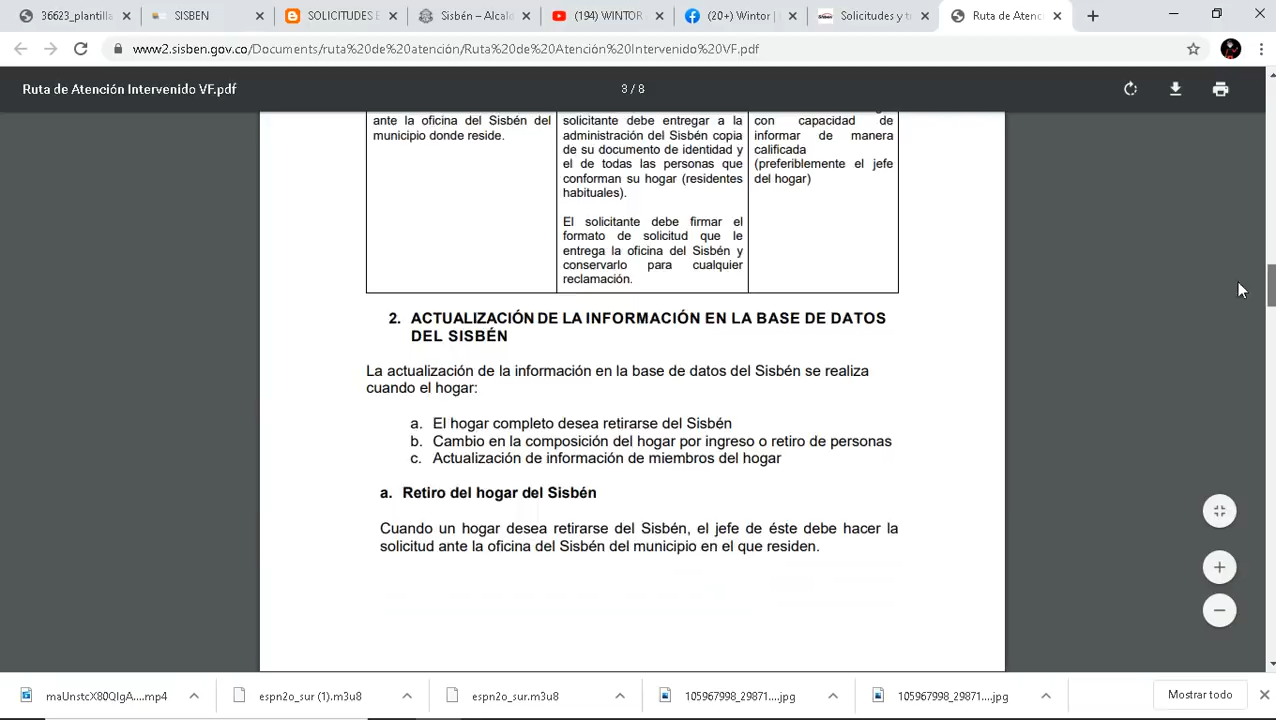 36623_plantilla
SISBEN
SOLICITUDES E
Sisbén – Alcal
(194) WINTOR
(20+) Wintor |
Solicitudes y tr
Ruta de Atenc
www2.sisben.gov.co/Documents/ruta%20de%20atención/Ruta%20de%20Atención%20Intervenido%20VF.pdf
Ruta de Atención Intervenido VF.pdf
3 / 8
ante la oficina del Sisbén del
municipio donde reside.
solicitante debe entregar a la
administración del Sisbén copia
de su documento de identidad y
el de todas las personas que
conforman su hogar (residentes
habituales).
El solicitante debe firmar el
formato de solicitud que le
entrega la oficina del Sisbén y
conservarlo para cualquier
reclamación.
con capacidad de
informar de manera
calificada
(preferiblemente el jefe
del hogar)
2. ACTUALIZACIÓN DE LA INFORMACIÓN EN LA BASE DE DATOS
DEL SISBÉN
La actualización de la información en la base de datos del Sisbén se realiza
cuando el hogar:
a. El hogar completo desea retirarse del Sisbén
b. Cambio en la composición del hogar por ingreso o retiro de personas
c. Actualización de información de miembros del hogar
a. Retiro del hogar del Sisbén
Cuando un hogar desea retirarse del Sisbén, el jefe de éste debe hacer la
solicitud ante la oficina del Sisbén del municipio en el que residen.
maUnstcX80QIgA....mp4
espn2o_sur (1).m3u8
espn2o_sur.m3u8
105967998_29871....jpg
105967998_29871....jpg
Mostrar todo